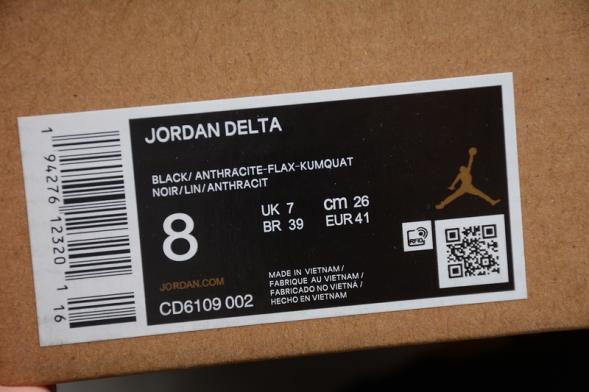 1 94276 12320 1 16
JORDAN DELTA
BLACK/ ANTHRACITE-FLAX-KUMQUAT
NOIR/LIN/ANTHRACIT
8
UK 7
cm 26
BR 39
EUR 41
RFID
JORDAN.COM
CD6109 002
MADE IN VIETNAM /
FABRIQUE AU VIETNAM /
FABRICADO NO VIETNÃ /
HECHO EN VIETNAM